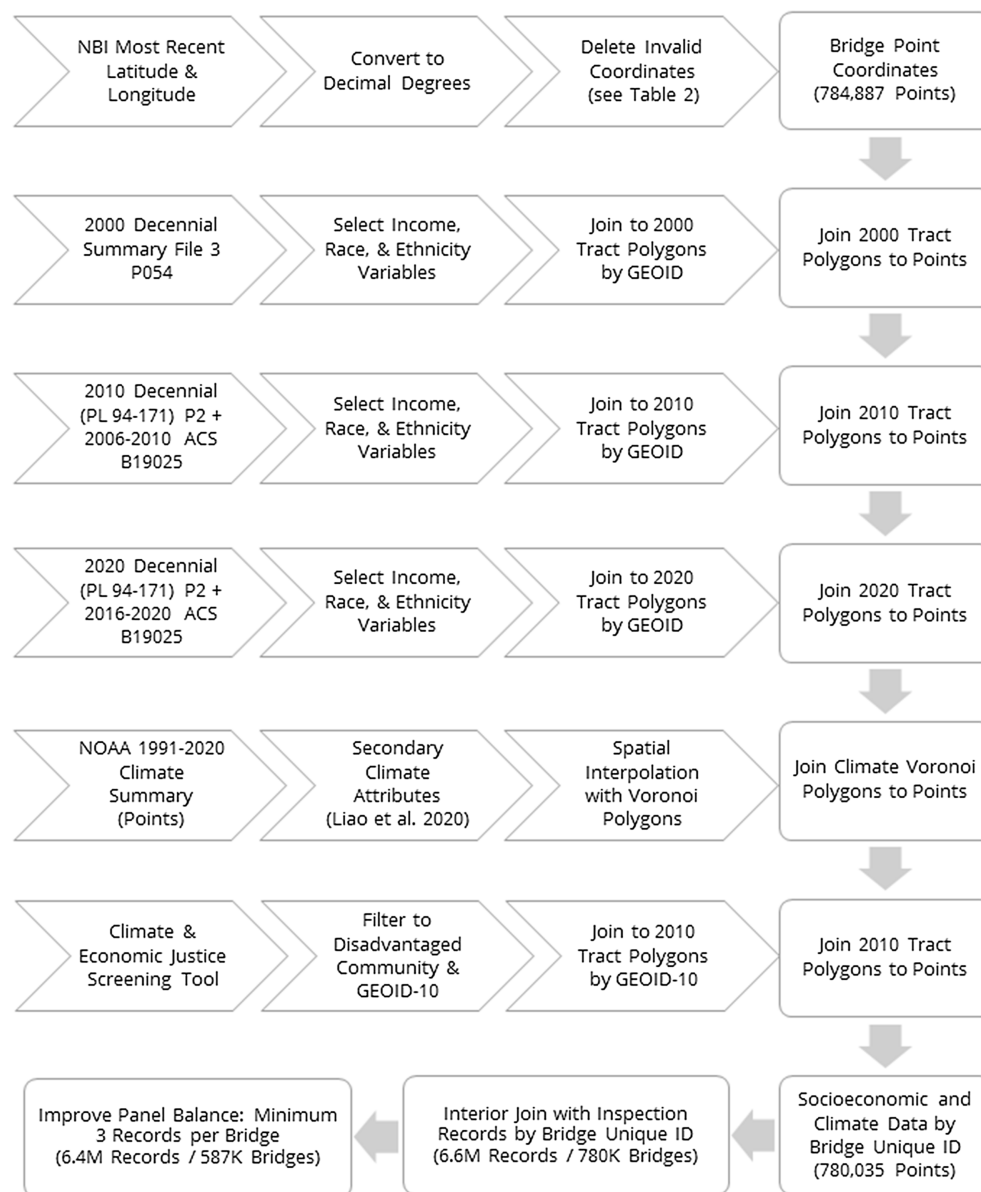 NBI Most Recent
Latitude &
Longitude
Convert to
Decimal Degrees
Delete Invalid
Coordinates
(see Table 2)
Bridge Point
Coordinates
(784,887 Points)
2000 Decennial
Summary File 3
P054
Select Income,
Race, & Ethnicity
Variables
Join to 2000
Tract Polygons
by GEOID
Join 2000 Tract
Polygons to Points
2010 Decennial
(PL 94-171) P2 +
2006-2010 ACS
B19025
Select Income,
Race, & Ethnicity
Variables
Join to 2010
Tract Polygons
by GEOID
Join 2010 Tract
Polygons to Points
2020 Decennial
(PL 94-171) P2 +
2016-2020 ACS
B19025
Select Income,
Race, & Ethnicity
Variables
Join to 2020
Tract Polygons
by GEOID
Join 2020 Tract
Polygons to Points
NOAA 1991-2020
Climate
Summary
(Points)
Secondary
Climate
Attributes
(Liao et al. 2020)
Spatial
Interpolation
with Voronoi
Polygons
Join Climate Voronoi
Polygons to Points
Climate &
Economic Justice
Screening Tool
Filter to
Disadvantaged
Community &
GEOID-10
Join to 2010
Tract Polygons
by GEOID-10
Join 2010 Tract
Polygons to Points
Socioeconomic and
Climate Data by
Bridge Unique ID
(780,035 Points)
Interior Join with Inspection
Records by Bridge Unique ID
(6.6M Records / 780K Bridges)
Improve Panel Balance: Minimum
3 Records per Bridge
(6.4M Records / 587K Bridges)